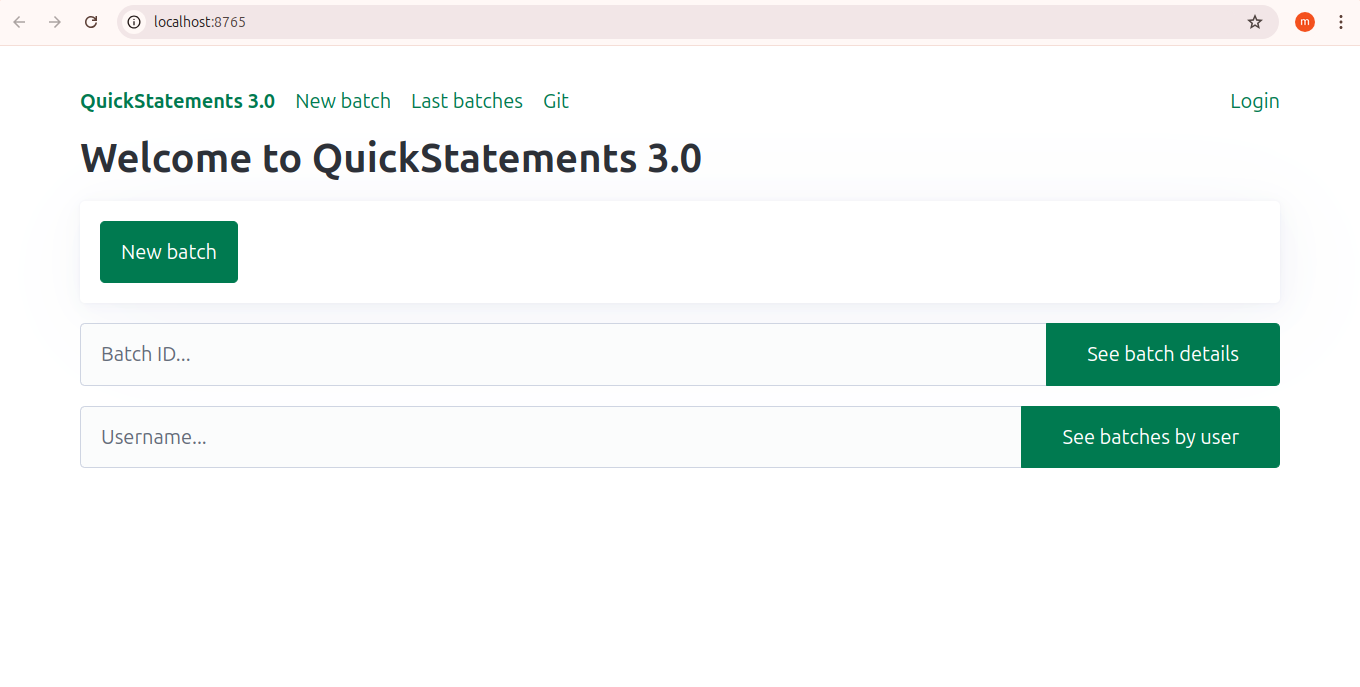 localhost:8765
m
QuickStatements 3.0 New batch Last batches Git Login
Welcome to QuickStatements 3.0
New batch
Batch ID... See batch details
Username... See batches by user